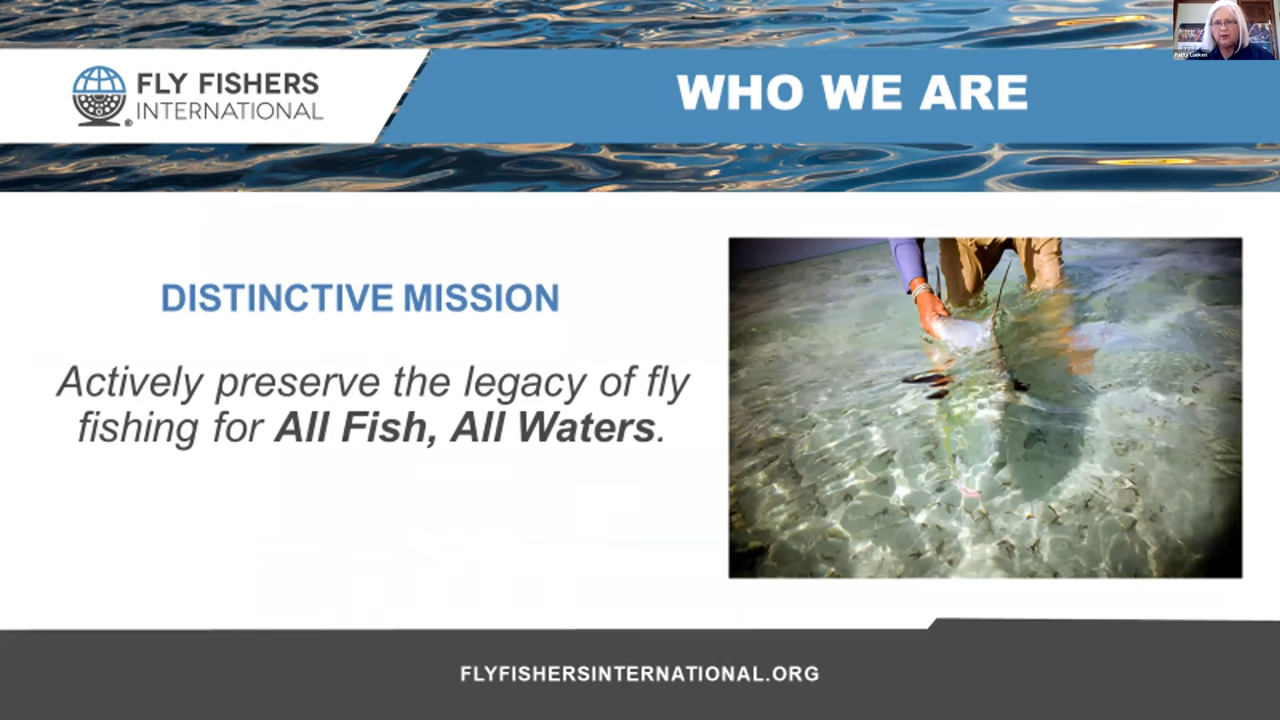 FLY FISHERS
INTERNATIONAL
WHO WE ARE
DISTINCTIVE MISSION
Actively preserve the legacy of fly
fishing for All Fish, All Waters.
FLYFISHERSINTERNATIONAL.ORG